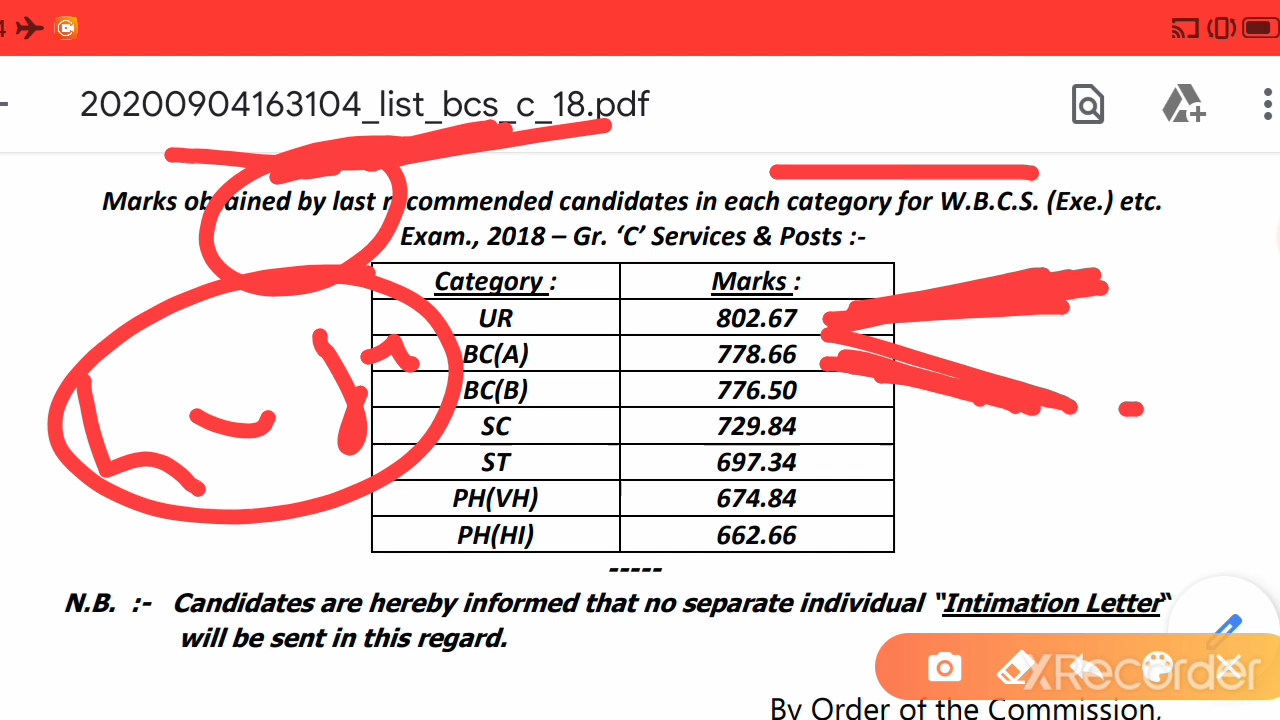 4
20200904163104_list_bcs_c_18.pdf
Marks obtained by last recommended candidates in each category for W.B.C.S. (Exe.) etc.
Exam., 2018 – Gr. ‘C’ Services & Posts :-
Category : Marks :
UR 802.67
BC(A) 778.66
BC(B) 776.50
SC 729.84
ST 697.34
PH(VH) 674.84
PH(HI) 662.66
-----
N.B. :- Candidates are hereby informed that no separate individual “Intimation Letter“
will be sent in this regard.
XRecorder
By Order of the Commission,